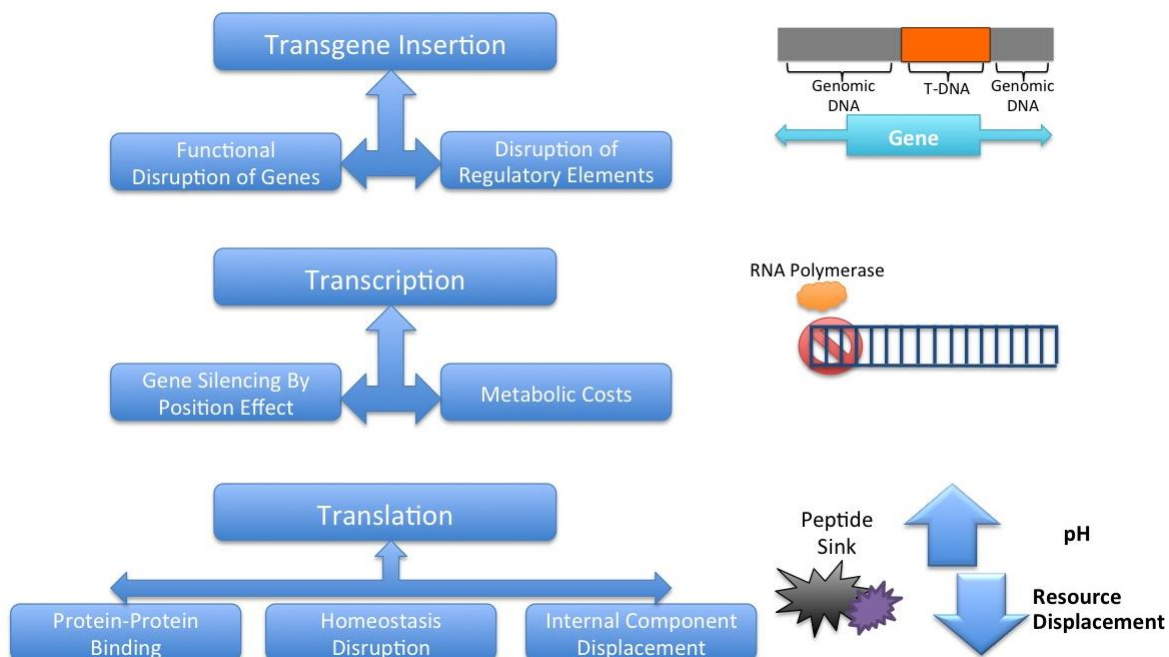 Transgene Insertion
Functional
Disruption of Genes
Disruption of
Regulatory Elements
Genomic
DNA
T-DNA
Genomic
DNA
Gene
Transcription
Gene Silencing By
Position Effect
Metabolic Costs
RNA Polymerase
Translation
Protein-Protein
Binding
Homeostasis
Disruption
Internal Component
Displacement
Peptide
Sink
pH
Resource
Displacement